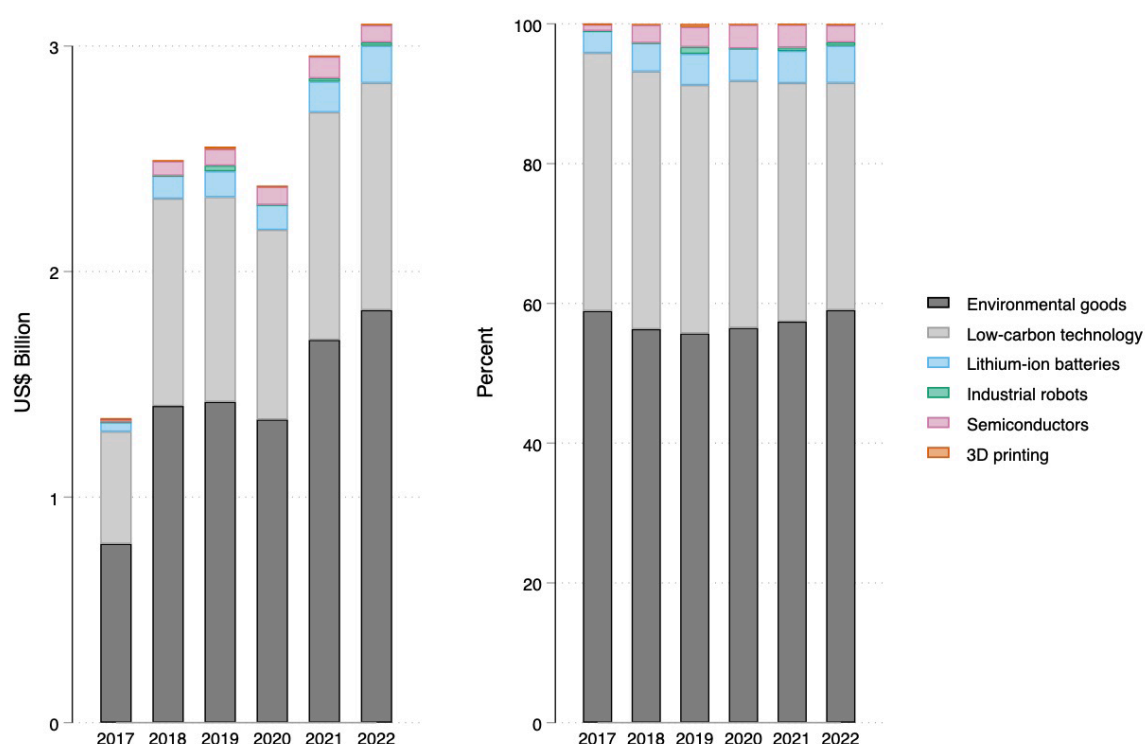 US$ Billion
3
2
1
0
2017 2018 2019 2020 2021 2022
Percent
100
80
60
40
20
0
2017 2018 2019 2020 2021 2022
Environmental goods
Low-carbon technology
Lithium-ion batteries
Industrial robots
Semiconductors
3D printing